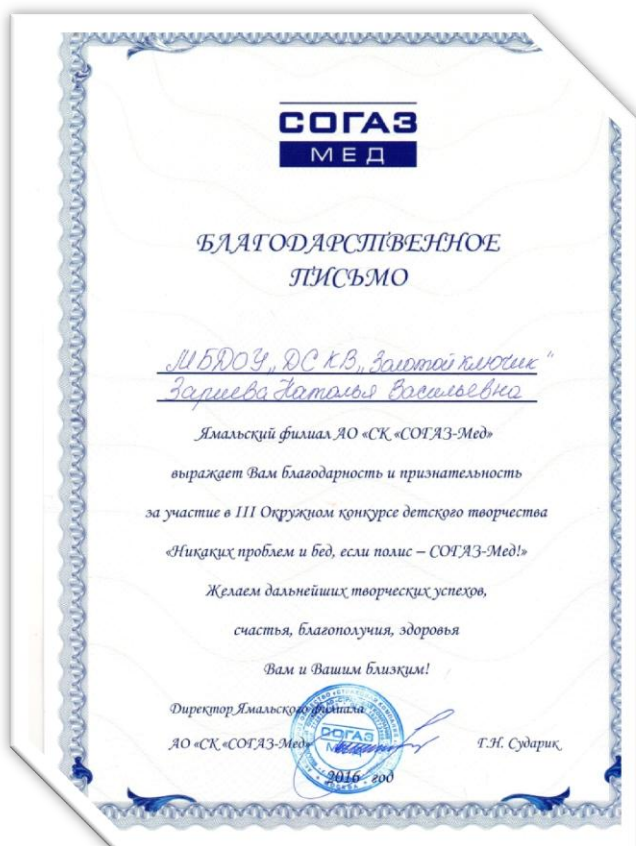 СОГАЗ
МЕД
БЛАГОДАРСТВЕННОЕ
ПИСЬМО
МБДОУ „ДС КВ „Золотой ключик"
Зариева Наталья Васильевна
Ямальский филиал АО «СК «СОГАЗ-Мед»
выражает Вам благодарность и признательность
за участие в III Окружном конкурсе детского творчества
«Никаких проблем и бед, если полис – СОГАЗ-Мед!»
Желаем дальнейших творческих успехов,
счастья, благополучия, здоровья
Вам и Вашим близким!
Директор Ямальского филиала
АО «СК «СОГАЗ-Мед» Т.Н. Сударик
СОГАЗ
2016 год
МОСКВА